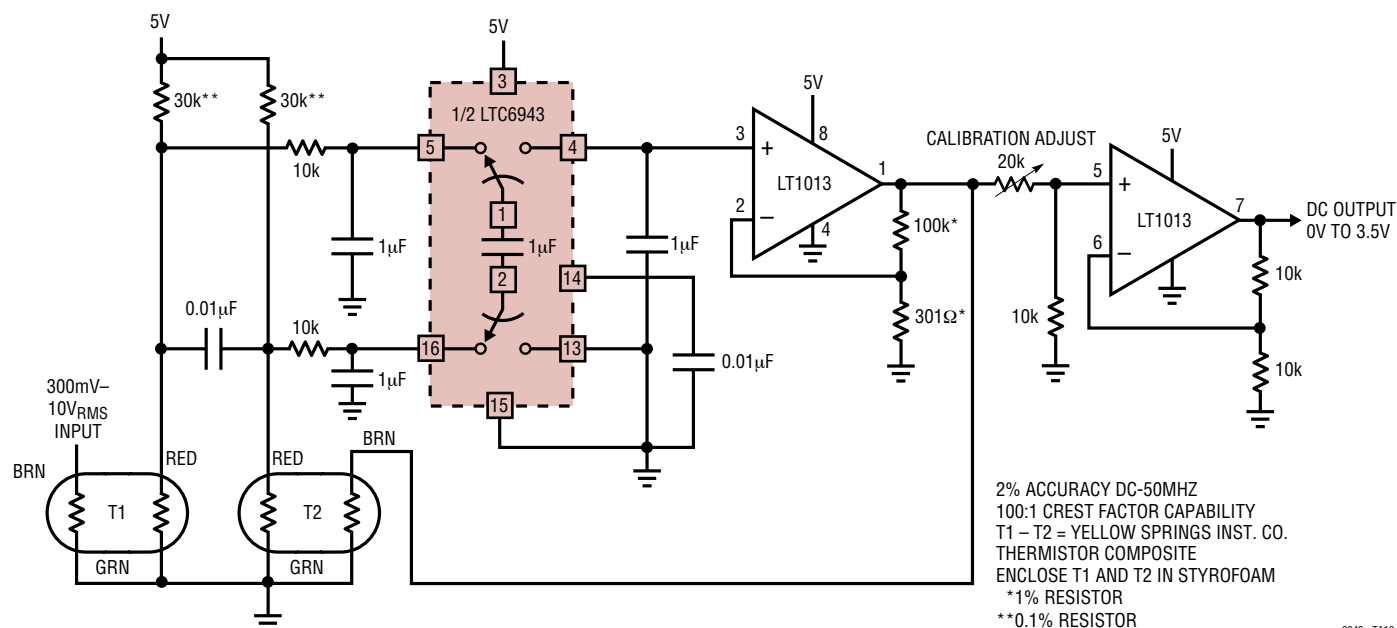 5V
30k**
30k**
10k
1µF
0.01µF
10k
1µF
300mV–
10VRMS
INPUT
BRN
RED
T1
GRN
RED
BRN
T2
GRN
5V
3
1/2 LTC6943
5
4
1
1µF
2
14
16
13
15
1µF
0.01µF
5V
3
8
+
LT1013
1
2
–
4
100k*
301Ω*
CALIBRATION ADJUST
20k
10k
5V
5
+
LT1013
7
6
–
DC OUTPUT
0V TO 3.5V
10k
10k
2% ACCURACY DC-50MHZ
100:1 CREST FACTOR CAPABILITY
T1 – T2 = YELLOW SPRINGS INST. CO.
THERMISTOR COMPOSITE
ENCLOSE T1 AND T2 IN STYROFOAM
*1% RESISTOR
**0.1% RESISTOR